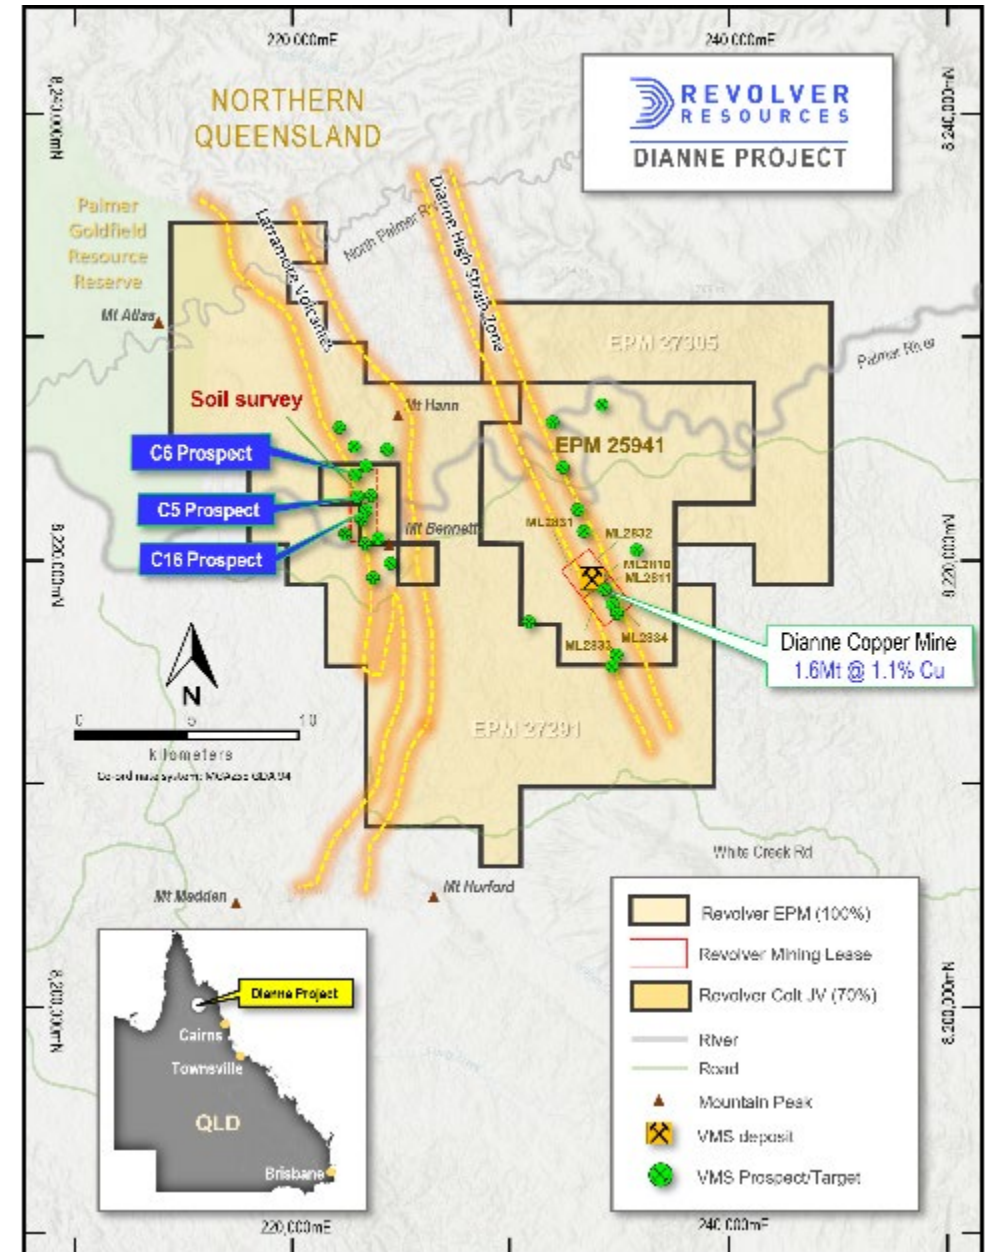 220,000mE
240,000mE
8,240,000mN
8,240,000mN
REVOLVER
RESOURCES
DIANNE PROJECT
NORTHERN
QUEENSLAND
Palmer
Goldfield
Resource
Reserve
Mt Atlas
Larramore Volcanics
North Palmer R
Dianne High Strain Zone
EPM 27305
Palmer River
Soil survey
Mt Hann
EPM 25941
C6 Prospect
C5 Prospect
C16 Prospect
Mt Bennett
ML2831
ML2832
ML2810
ML2811
ML2833
ML2834
8,220,000mN
8,220,000mN
Dianne Copper Mine
1.6Mt @ 1.1% Cu
N
0 5 10
kilometers
Co-ordinate system: MGAZ55 GDA94
EPM 27291
White Creek Rd
Mt Madden
Mt Hurford
8,200,000mN
8,200,000mN
Dianne Project
Cairns
Townsville
QLD
Brisbane
Revolver EPM (100%)
Revolver Mining Lease
Revolver Colt JV (70%)
River
Road
Mountain Peak
VMS deposit
VMS Prospect/Target
220,000mE
240,000mE